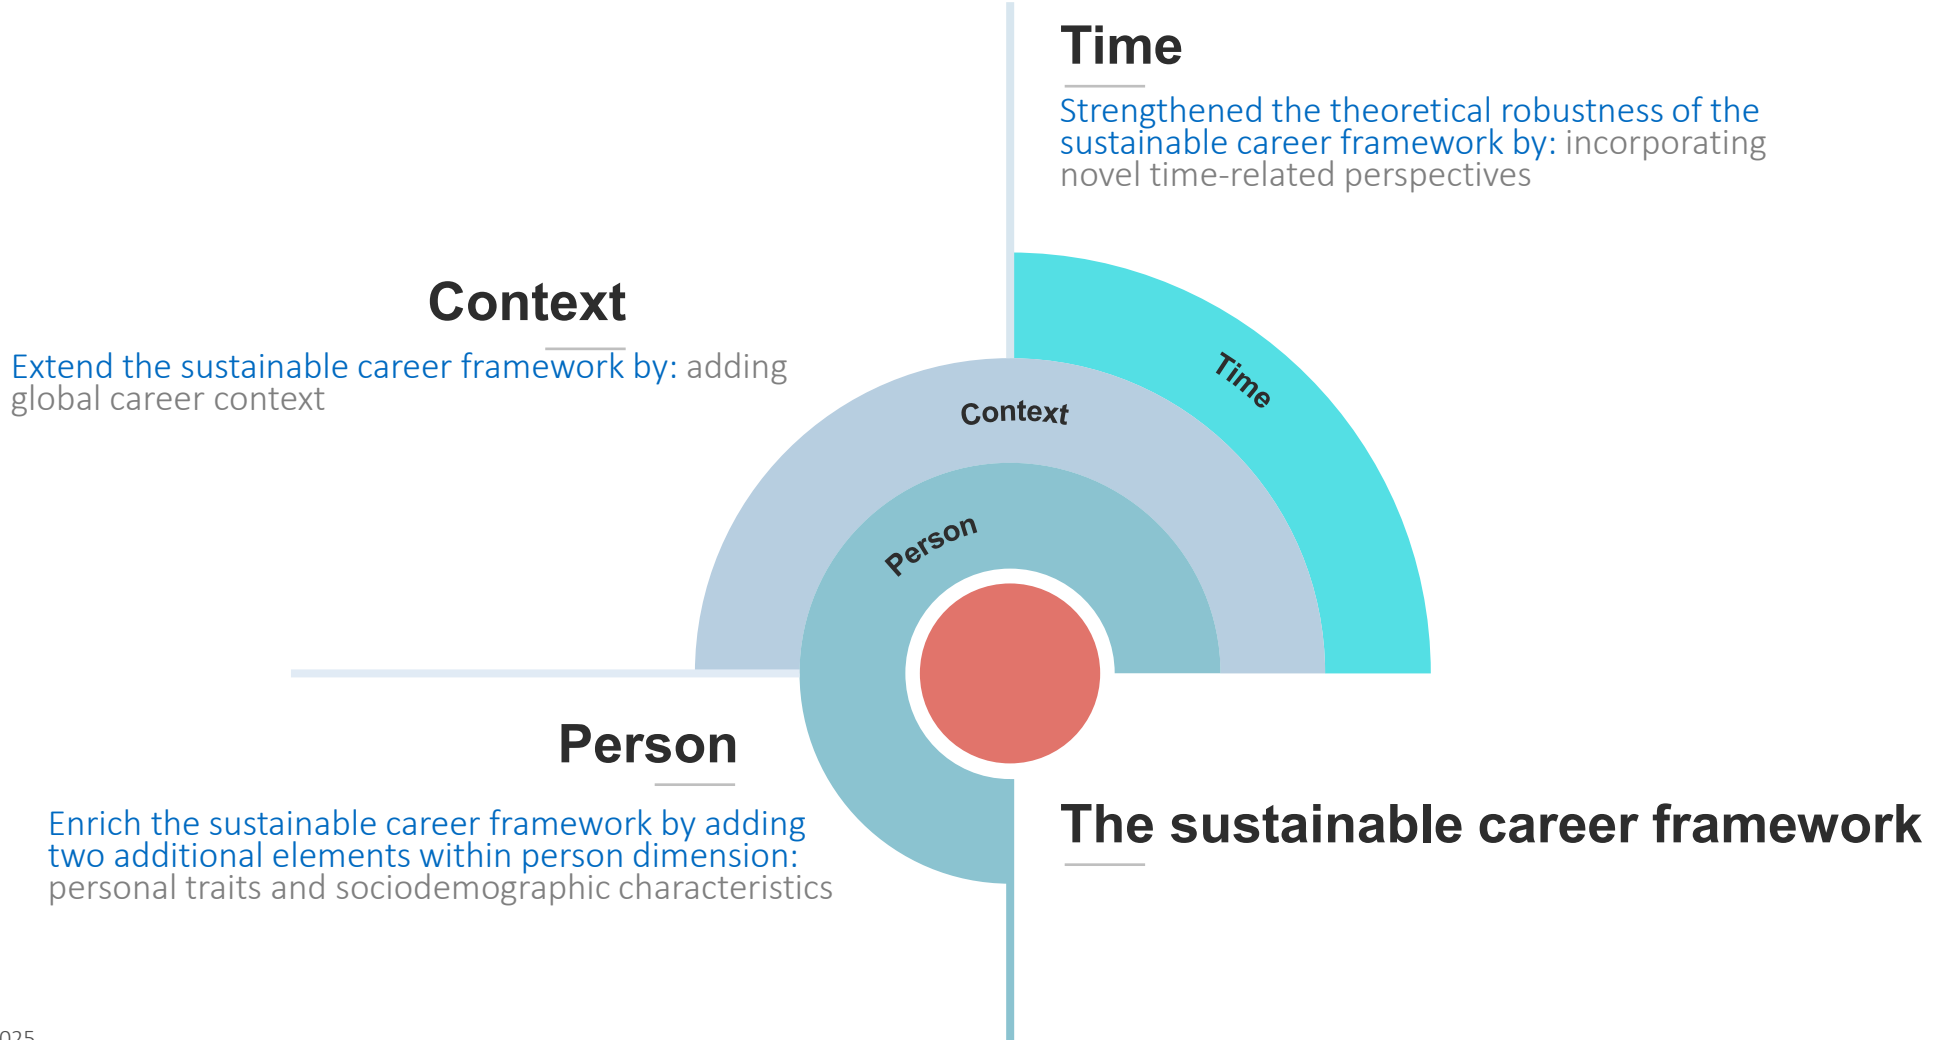 Time
Strengthened the theoretical robustness of the
sustainable career framework by: incorporating
novel time-related perspectives
Context
Extend the sustainable career framework by: adding
global career context
Time
Context
Person
Person
Enrich the sustainable career framework by adding
two additional elements within person dimension:
personal traits and sociodemographic characteristics
The sustainable career framework
025